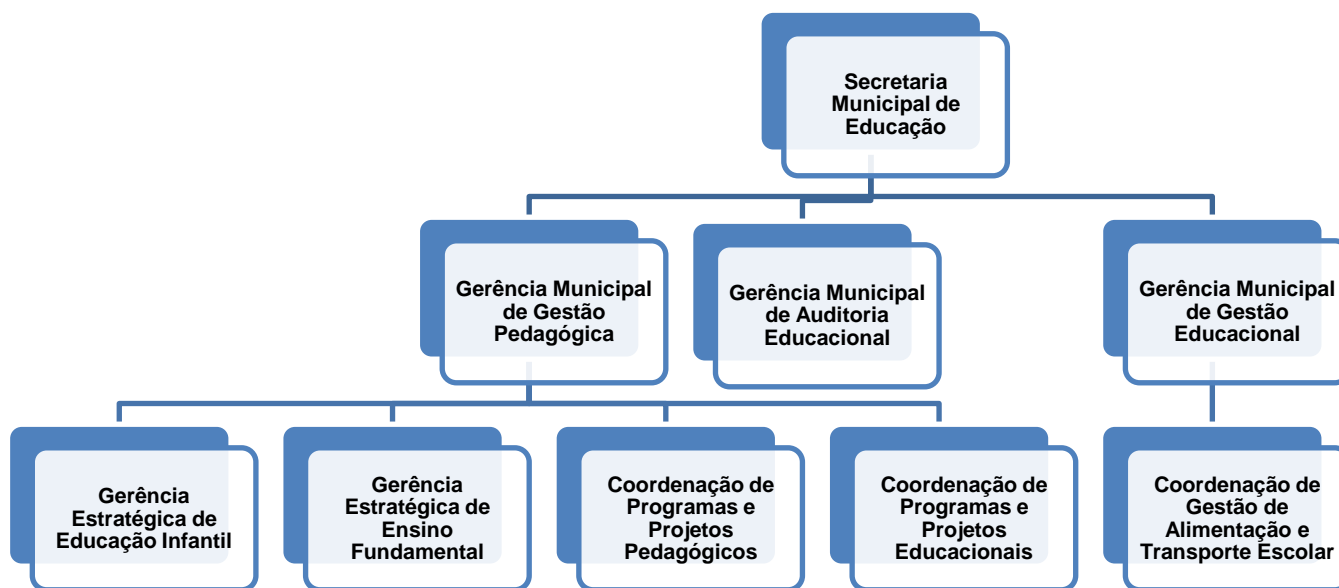 Secretaria
Municipal de
Educação
Gerência Municipal
de Gestão
Pedagógica
Gerência Municipal
de Auditoria
Educacional
Gerência Municipal
de Gestão
Educacional
Gerência
Estratégica de
Educação Infantil
Gerência
Estratégica de
Ensino
Fundamental
Coordenação de
Programas e
Projetos
Pedagógicos
Coordenação de
Programas e
Projetos
Educacionais
Coordenação de
Gestão de
Alimentação e
Transporte Escolar